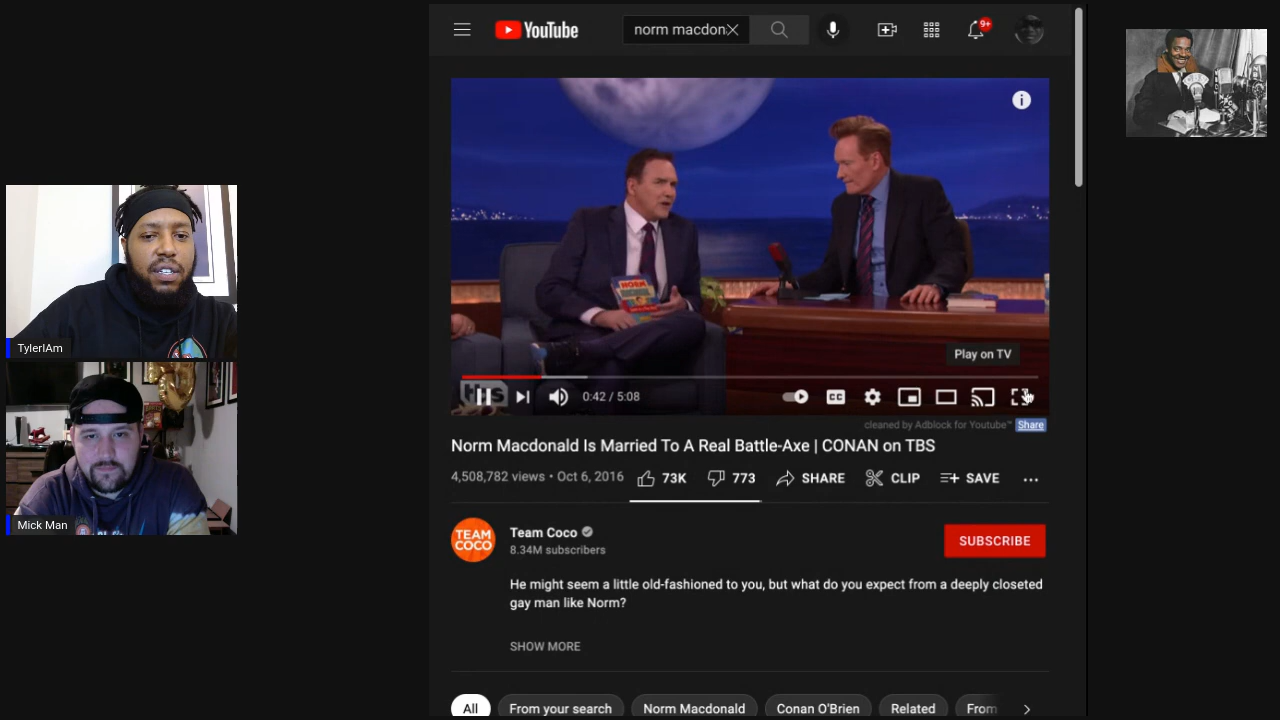 YouTube
norm macdon
9+
NORM
Play on TV
tbs
0:42 / 5:08
CC
cleaned by Adblock for Youtube™ Share
Norm Macdonald Is Married To A Real Battle-Axe | CONAN on TBS
4,508,782 views • Oct 6, 2016 73K 773 SHARE CLIP SAVE
TEAM COCO
Team Coco
8.34M subscribers
SUBSCRIBE
He might seem a little old-fashioned to you, but what do you expect from a deeply closeted
gay man like Norm?
SHOW MORE
All From your search Norm Macdonald Conan O'Brien Related From
TylerIAm
Mick Man